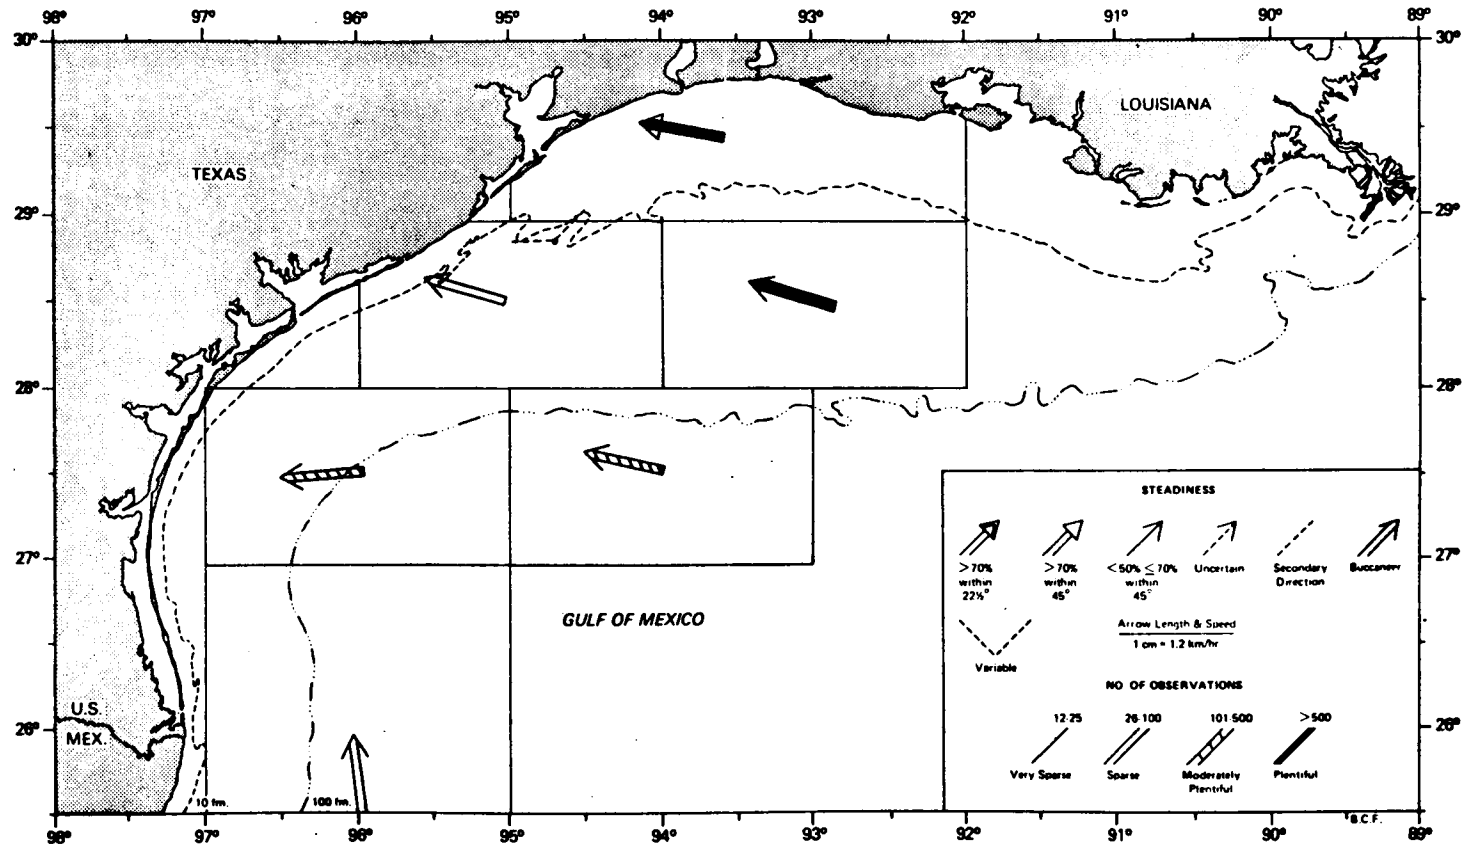 98° 97° 96° 95° 94° 93° 92° 91° 90° 89°
30° 30°
LOUISIANA
TEXAS
29° 29°
28° 28°
STEADINESS
>70% within 22½°
>70% within 45°
<50% ≤ 70% within 45°
Uncertain
Secondary Direction
Buccaneer
27° 27°
GULF OF MEXICO
Variable
Arrow Length & Speed
1 cm = 1.2 km/hr
NO OF OBSERVATIONS
U.S.
MEX.
26° 26°
12-25 26-100 101-500 >500
Very Sparse
Sparse
Moderately Plentiful
Plentiful
10 fm. 100 fm.
B.C.F.
98° 97° 96° 95° 94° 93° 92° 91° 90° 89°